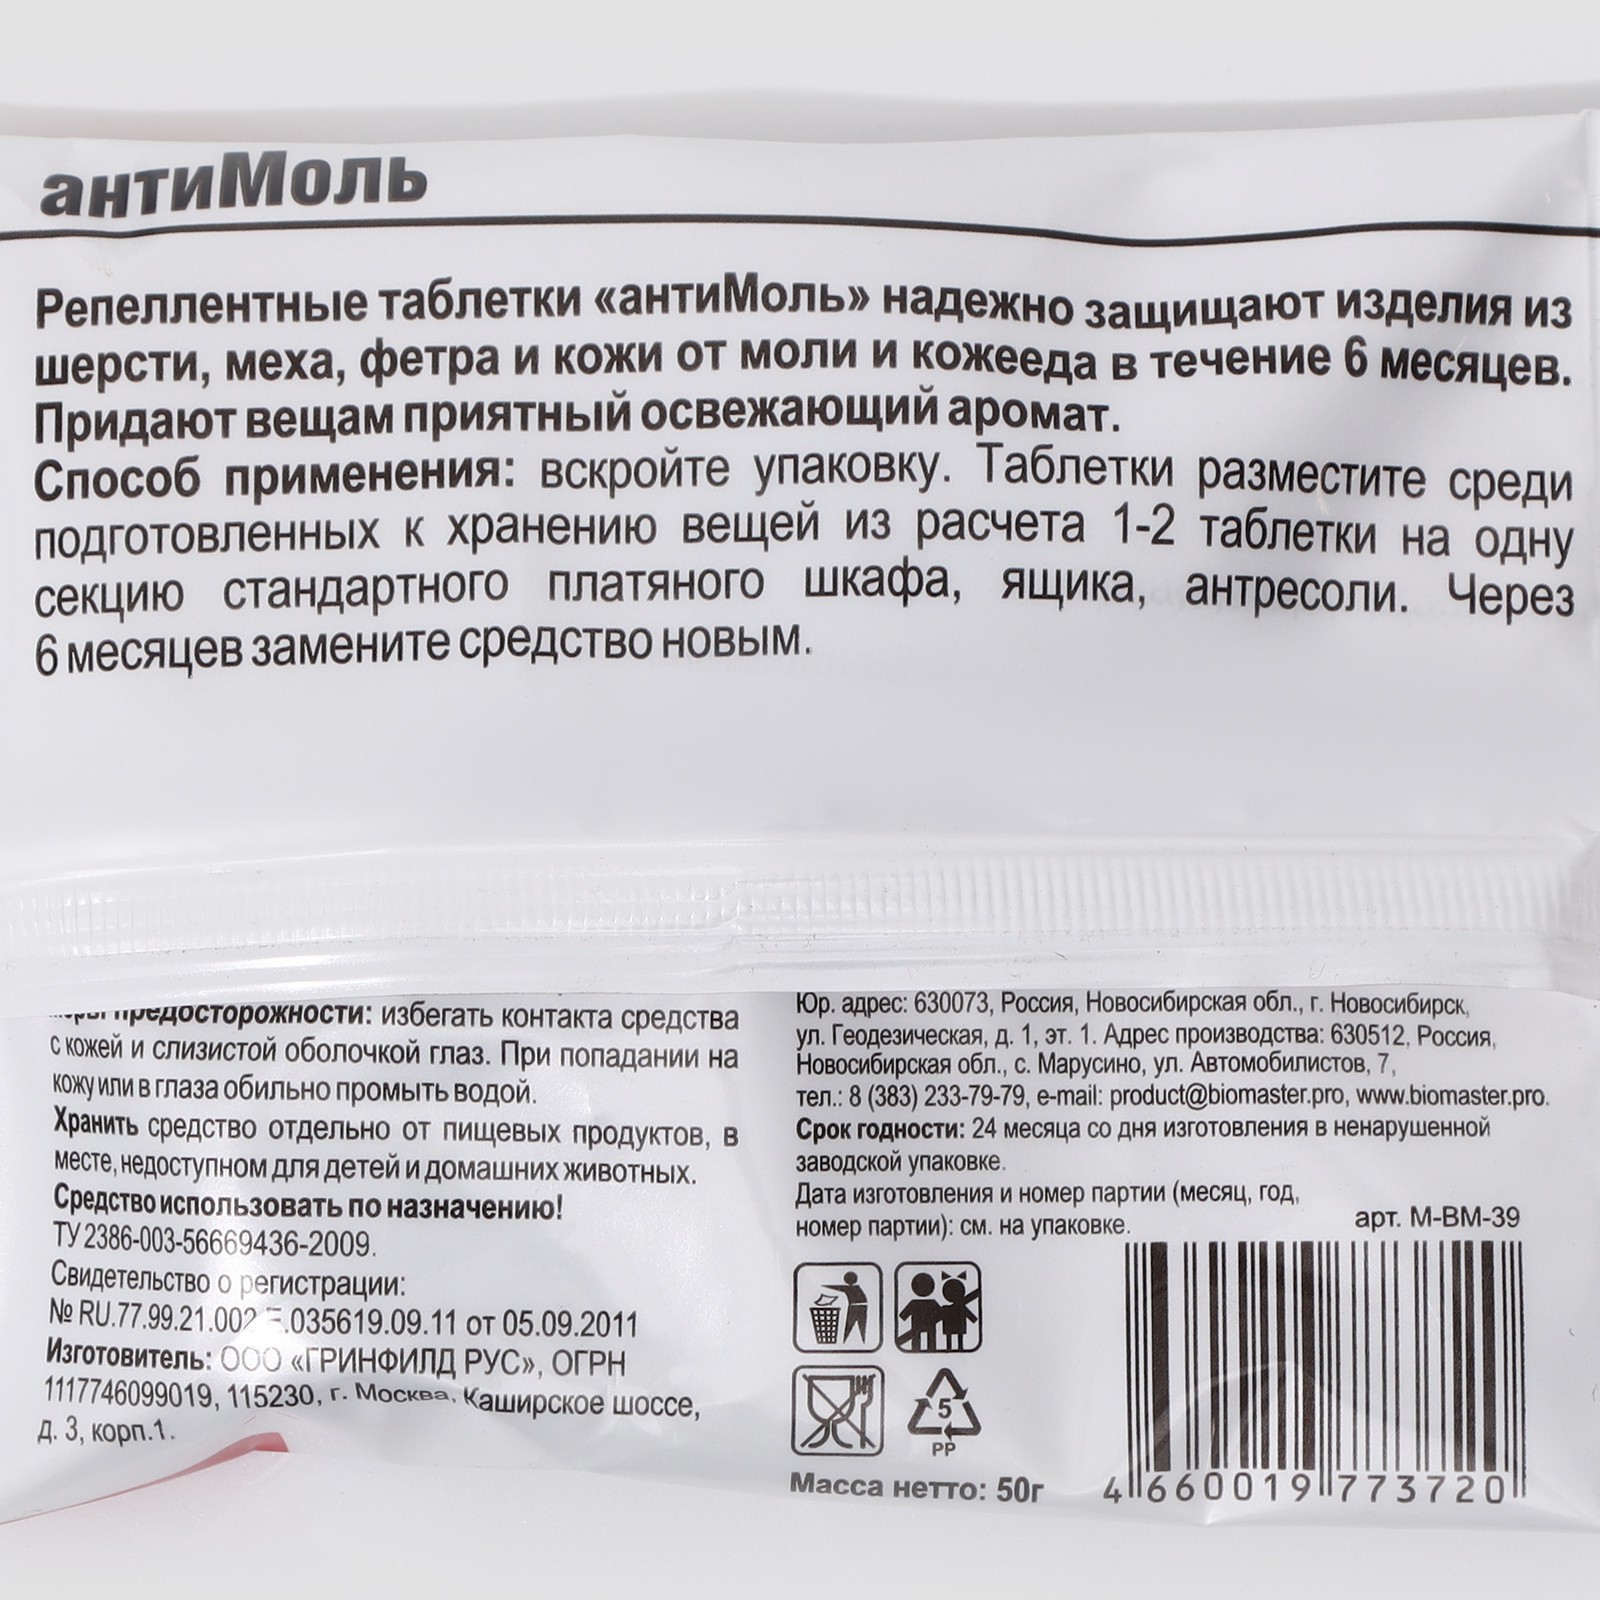 антиМоль
Репеллентные таблетки «антиМоль» надежно защищают изделия из
шерсти, меха, фетра и кожи от моли и кожееда в течение 6 месяцев.
Придают вещам приятный освежающий аромат.
Способ применения: вскройте упаковку. Таблетки разместите среди
подготовленных к хранению вещей из расчета 1-2 таблетки на одну
секцию стандартного платяного шкафа, ящика, антресоли. Через
6 месяцев замените средство новым.
предосторожности: избегать контакта средства
с кожей и слизистой оболочкой глаз. При попадании на
кожу или в глаза обильно промыть водой.
Хранить средство отдельно от пищевых продуктов, в
месте, недоступном для детей и домашних животных.
Средство использовать по назначению!
ТУ 2386-003-56669436-2009.
Свидетельство о регистрации:
№ от 05.09.2011
Изготовитель: ООО «ГРИНФИЛД РУС», ОГРН
1117746099019, 115230, г. Москва, Каширское шоссе,
д. 3, корп.1.
Юр. адрес: 630073, Россия, Новосибирская обл., г. Новосибирск,
ул. Геодезическая, д. 1, эт. 1. Адрес производства: 630512, Россия,
Новосибирская обл., с. Марусино, ул. Автомобилистов, 7,
тел.: 8 (383) 233-79-79, e-mail: product@biomaster.pro, www.biomaster.pro.
Срок годности: 24 месяца со дня изготовления в ненарушенной
заводской упаковке.
Дата изготовления и номер партии (месяц, год,
номер партии): см. на упаковке.
арт. М-ВМ-39
5
PP
Масса нетто: 50г
4 660019 773720